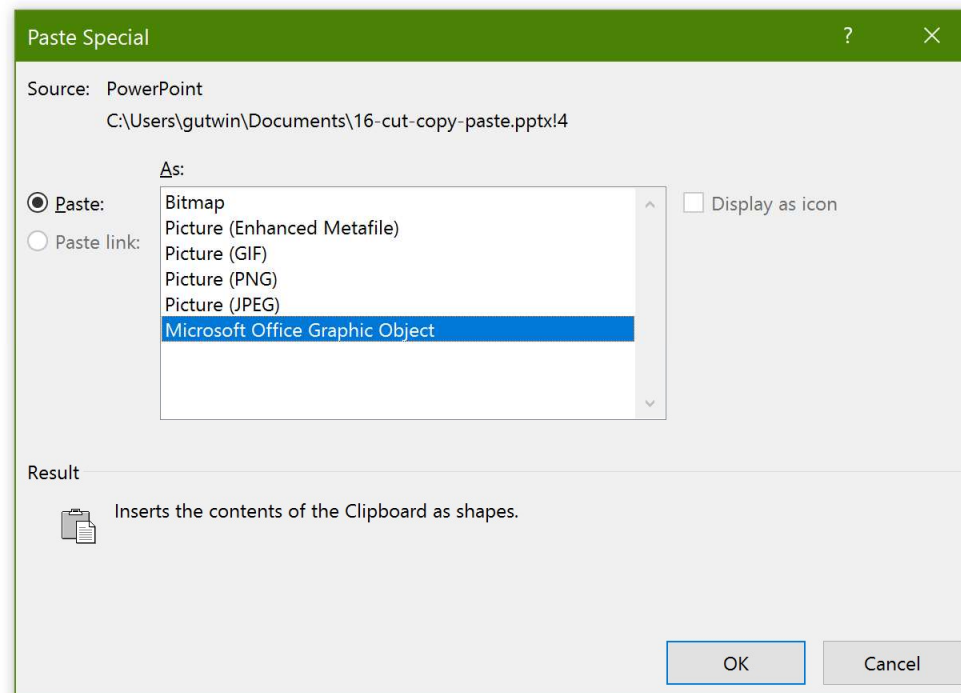 Paste Special ? ×
Source: PowerPoint
C:\Users\gutwin\Documents\16-cut-copy-paste.pptx!4
As:
Paste:
Paste link:
Bitmap
Picture (Enhanced Metafile)
Picture (GIF)
Picture (PNG)
Picture (JPEG)
Microsoft Office Graphic Object
Display as icon
Result
Inserts the contents of the Clipboard as shapes.
OK Cancel